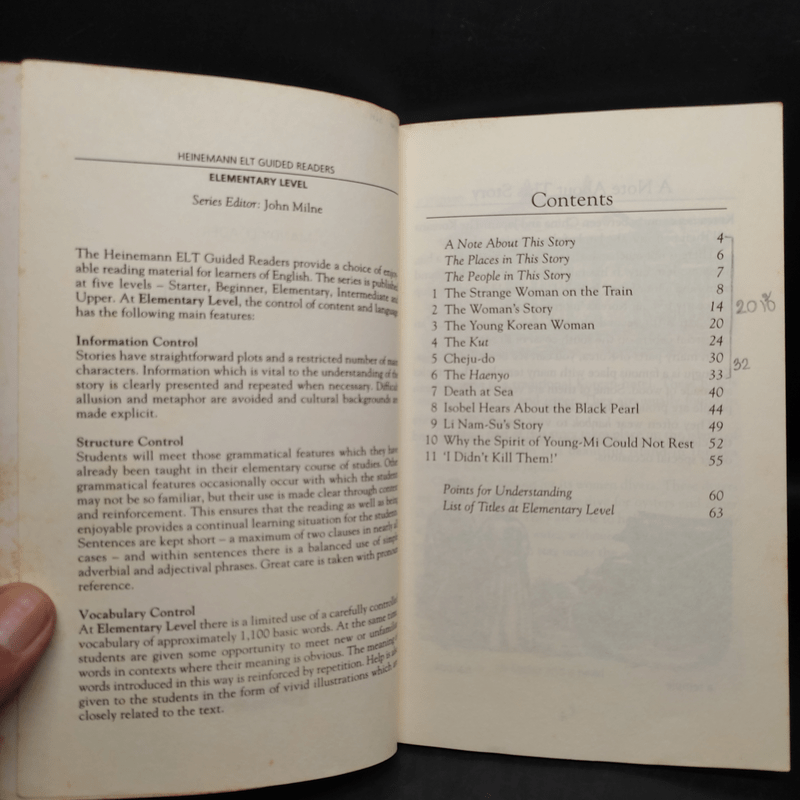 HEINEMANN ELT GUIDED READERS
ELEMENTARY LEVEL
Series Editor: John Milne
The Heinemann ELT Guided Readers provide a choice of enjoy-
able reading material for learners of English. The series is published
at five levels – Starter, Beginner, Elementary, Intermediate and
Upper. At Elementary Level, the control of content and language
has the following main features:
Information Control
Stories have straightforward plots and a restricted number of main
characters. Information which is vital to the understanding of the
story is clearly presented and repeated when necessary. Difficult
allusion and metaphor are avoided and cultural backgrounds are
made explicit.
Structure Control
Students will meet those grammatical features which they have
already been taught in their elementary course of studies. Other
grammatical features occasionally occur with which the students
may not be so familiar, but their use is made clear through context
and reinforcement. This ensures that the reading as well as being
enjoyable provides a continual learning situation for the students.
Sentences are kept short – a maximum of two clauses in nearly all
cases – and within sentences there is a balanced use of simple
adverbial and adjectival phrases. Great care is taken with pronoun
reference.
Vocabulary Control
At Elementary Level there is a limited use of a carefully controlled
vocabulary of approximately 1,100 basic words. At the same time,
students are given some opportunity to meet new or unfamiliar
words in contexts where their meaning is obvious. The meaning of
words introduced in this way is reinforced by repetition. Help is also
given to the students in the form of vivid illustrations which are
closely related to the text.
Contents
A Note About This Story 4
The Places in This Story 6
The People in This Story 7
1 The Strange Woman on the Train 8
2 The Woman's Story 14
3 The Young Korean Woman 20
4 The Kut 24
5 Cheju-do 30
6 The Haenyo 33
7 Death at Sea 40
8 Isobel Hears About the Black Pearl 44
9 Li Nam-Su's Story 49
10 Why the Spirit of Young-Mi Could Not Rest 52
11 'I Didn't Kill Them!' 55
Points for Understanding 60
List of Titles at Elementary Level 63
32